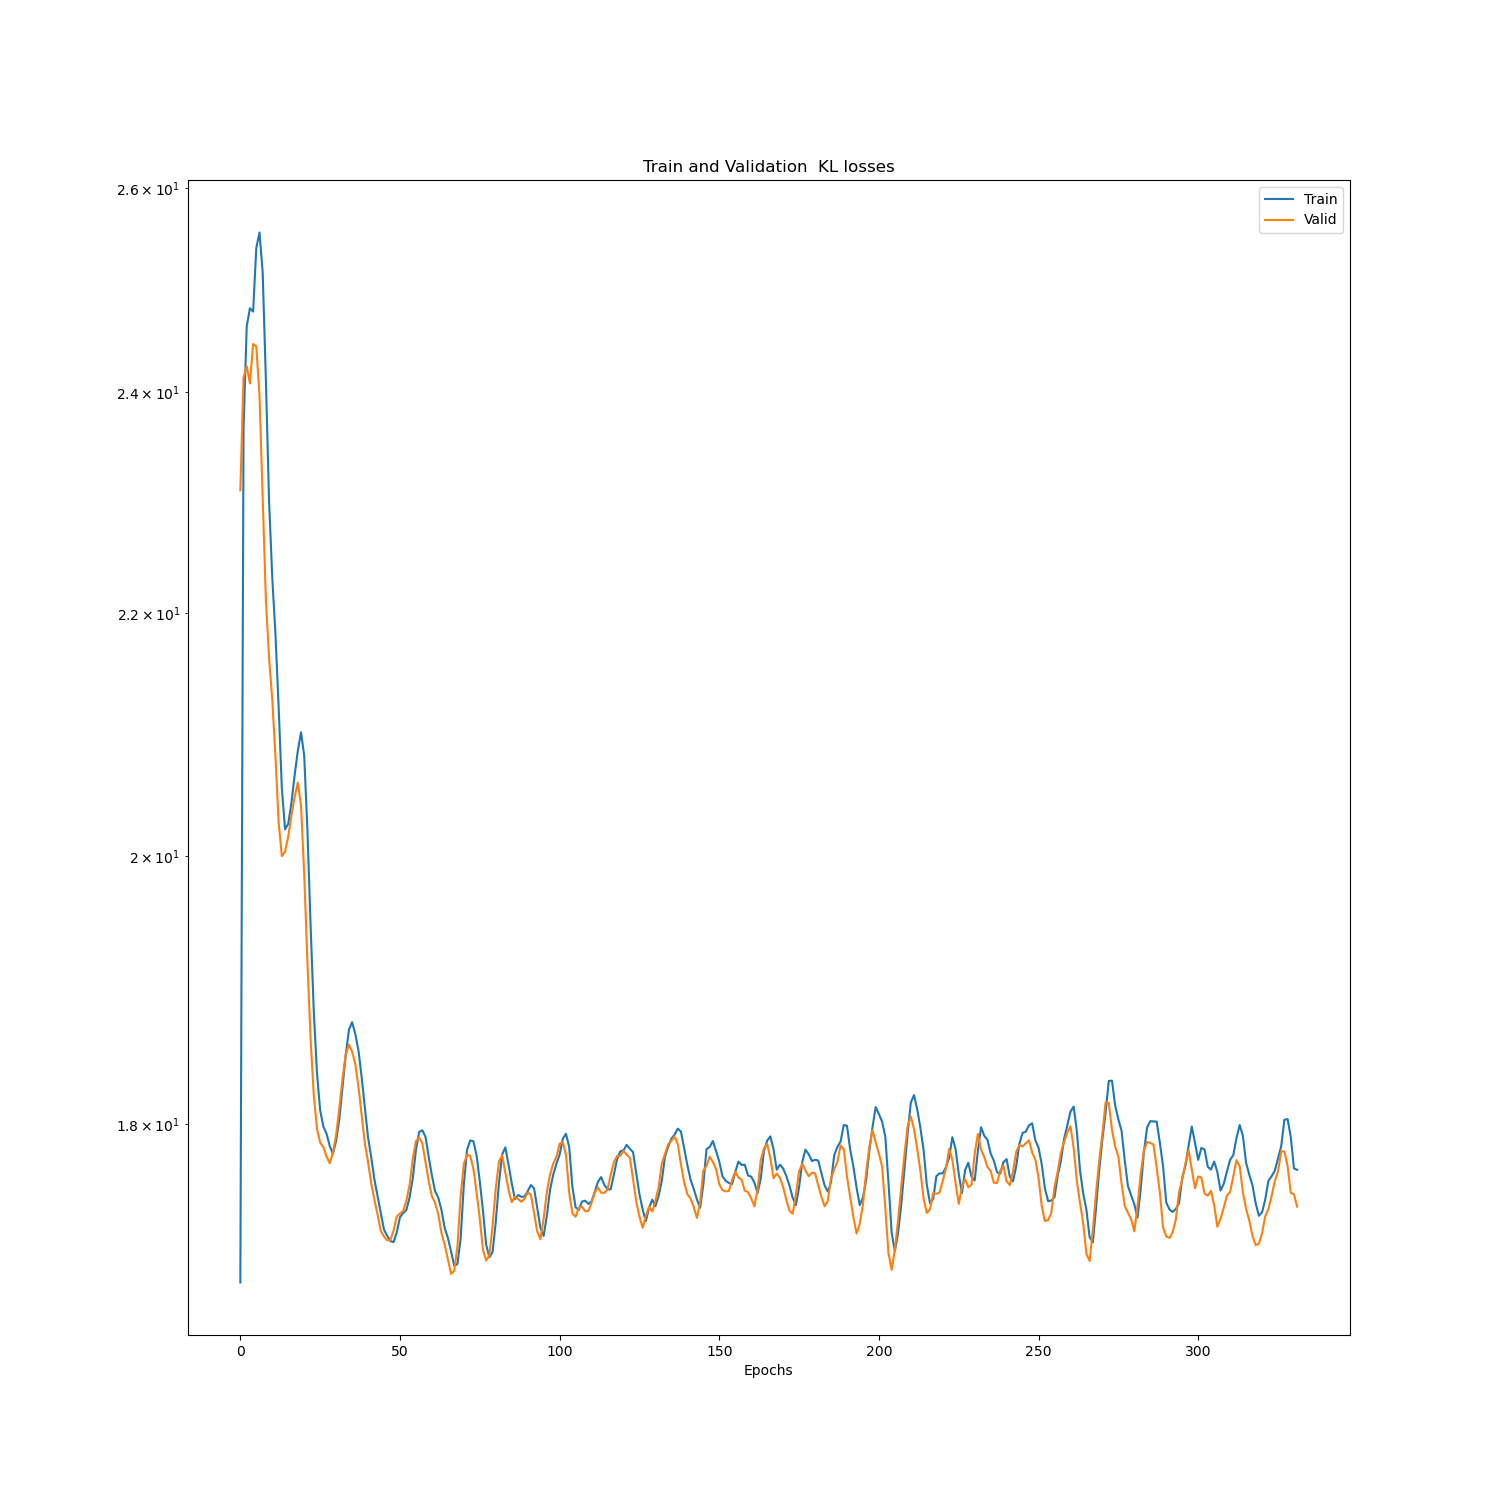 Train and Validation  KL losses
2.6 × 10¹
Train
Valid
2.4 × 10¹
2.2 × 10¹
2 × 10¹
1.8 × 10¹
0 50 100 150 200 250 300
Epochs